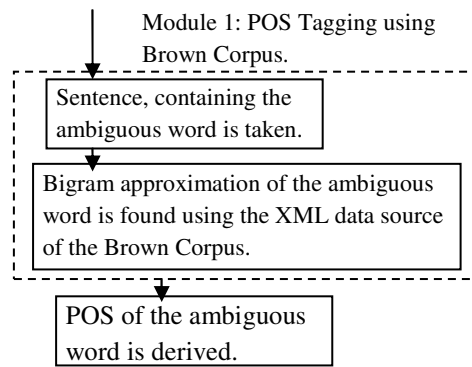 Module 1: POS Tagging using
Brown Corpus.
Sentence, containing the
ambiguous word is taken.
Bigram approximation of the ambiguous
word is found using the XML data source
of the Brown Corpus.
POS of the ambiguous
word is derived.